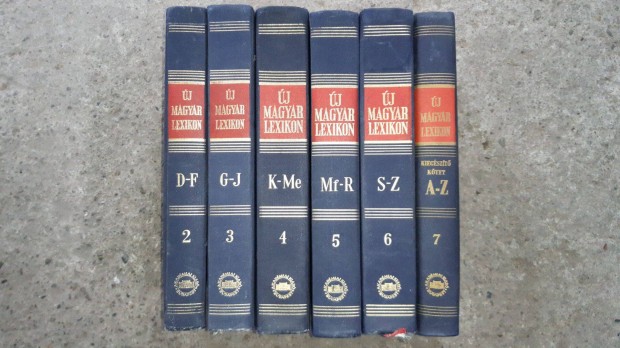 ÚJ
MAGYAR
LEXIKON
D-F
2
ÚJ
MAGYAR
LEXIKON
G-J
3
ÚJ
MAGYAR
LEXIKON
K-Me
4
ÚJ
MAGYAR
LEXIKON
Mf-R
5
ÚJ
MAGYAR
LEXIKON
S-Z
6
ÚJ
MAGYAR
LEXIKON
KIEGÉSZÍTŐ
KÖTET
A-Z
7